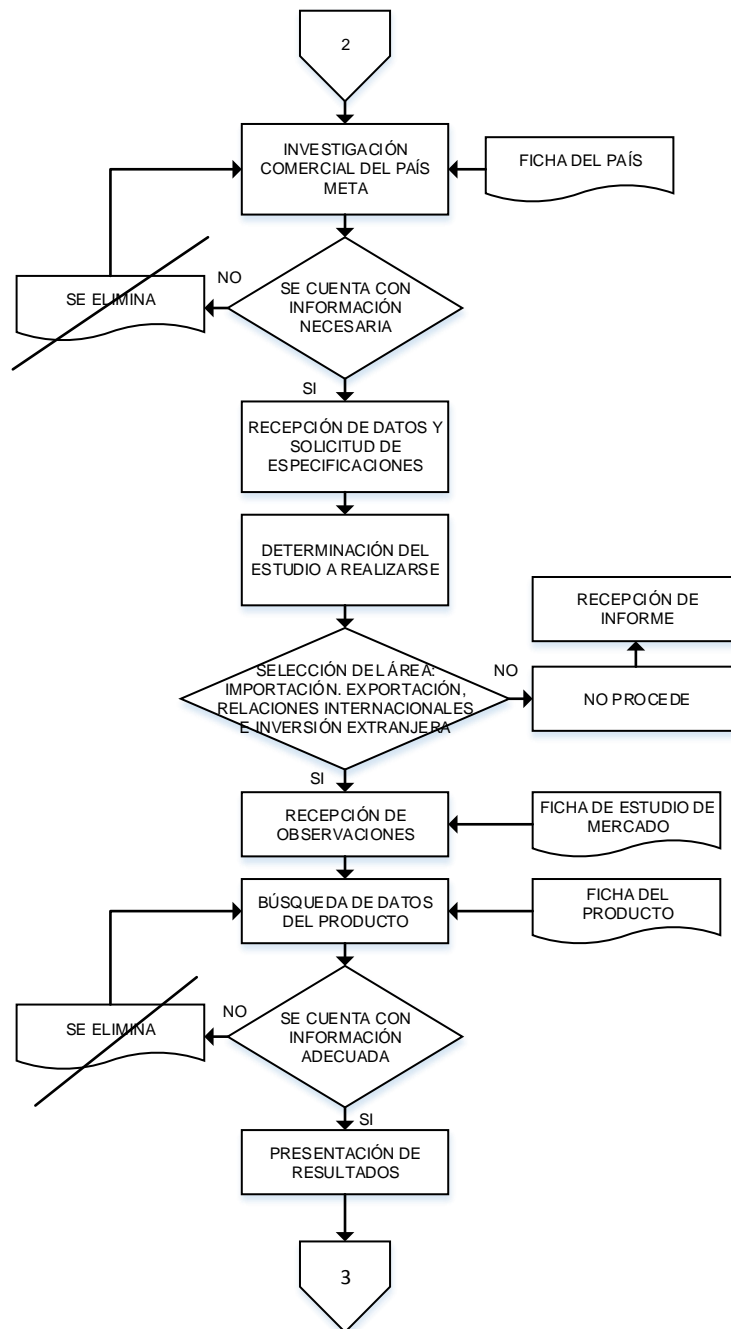 2
INVESTIGACIÓN
COMERCIAL DEL PAÍS
META
FICHA DEL PAÍS
NO
SE ELIMINA
SE CUENTA CON
INFORMACIÓN
NECESARIA
SI
RECEPCIÓN DE DATOS Y
SOLICITUD DE
ESPECIFICACIONES
DETERMINACIÓN DEL
ESTUDIO A REALIZARSE
RECEPCIÓN DE
INFORME
SELECCIÓN DEL ÁREA:
IMPORTACIÓN. EXPORTACIÓN,
RELACIONES INTERNACIONALES
E INVERSIÓN EXTRANJERA
NO
NO PROCEDE
SI
RECEPCIÓN DE
OBSERVACIONES
FICHA DE ESTUDIO DE
MERCADO
BÚSQUEDA DE DATOS
DEL PRODUCTO
FICHA DEL
PRODUCTO
NO
SE ELIMINA
SE CUENTA CON
INFORMACIÓN
ADECUADA
SI
PRESENTACIÓN DE
RESULTADOS
3